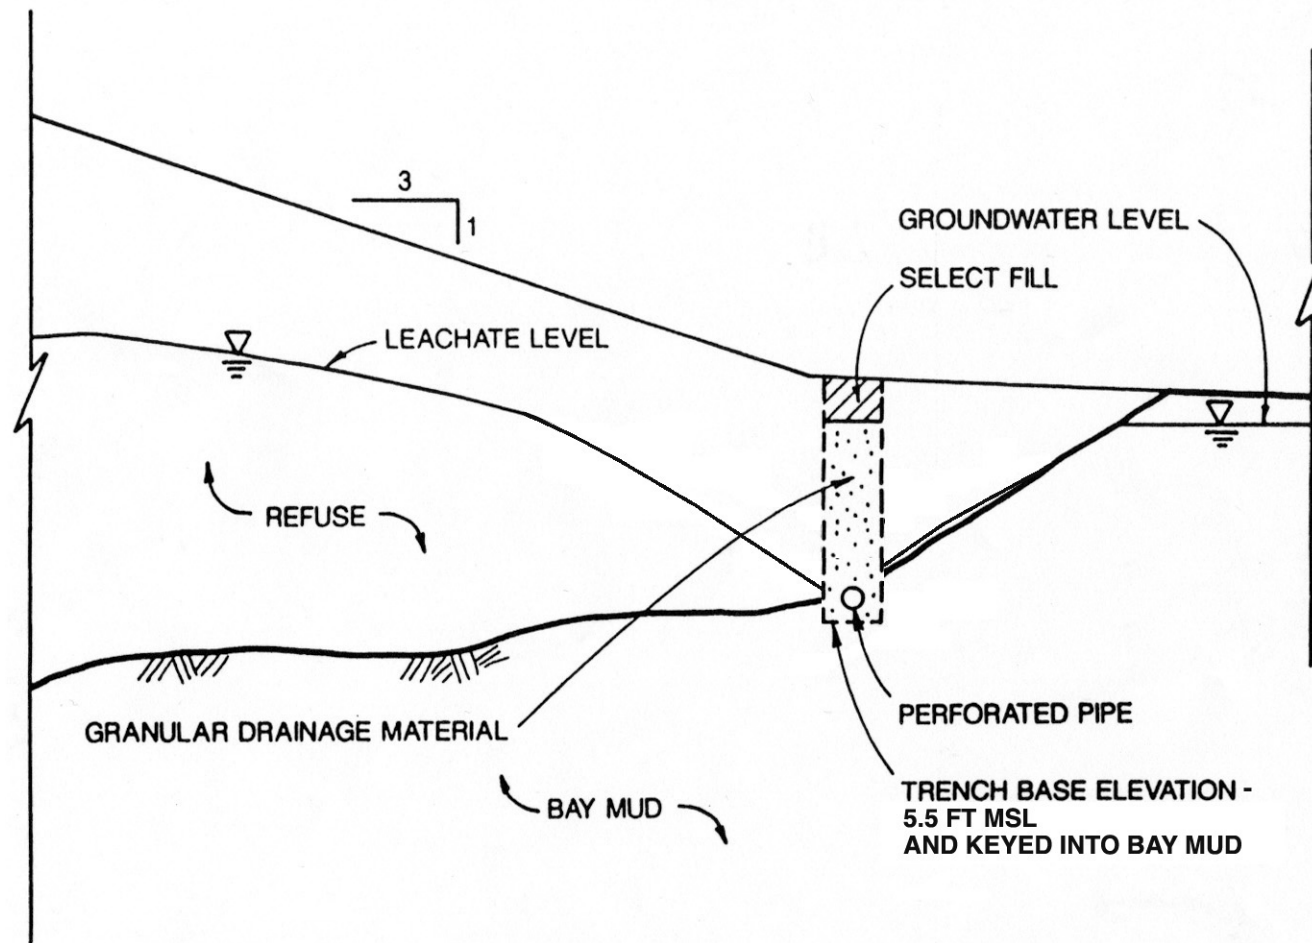 3
1
GROUNDWATER LEVEL
SELECT FILL
LEACHATE LEVEL
REFUSE
GRANULAR DRAINAGE MATERIAL
PERFORATED PIPE
BAY MUD
TRENCH BASE ELEVATION -
5.5 FT MSL
AND KEYED INTO BAY MUD